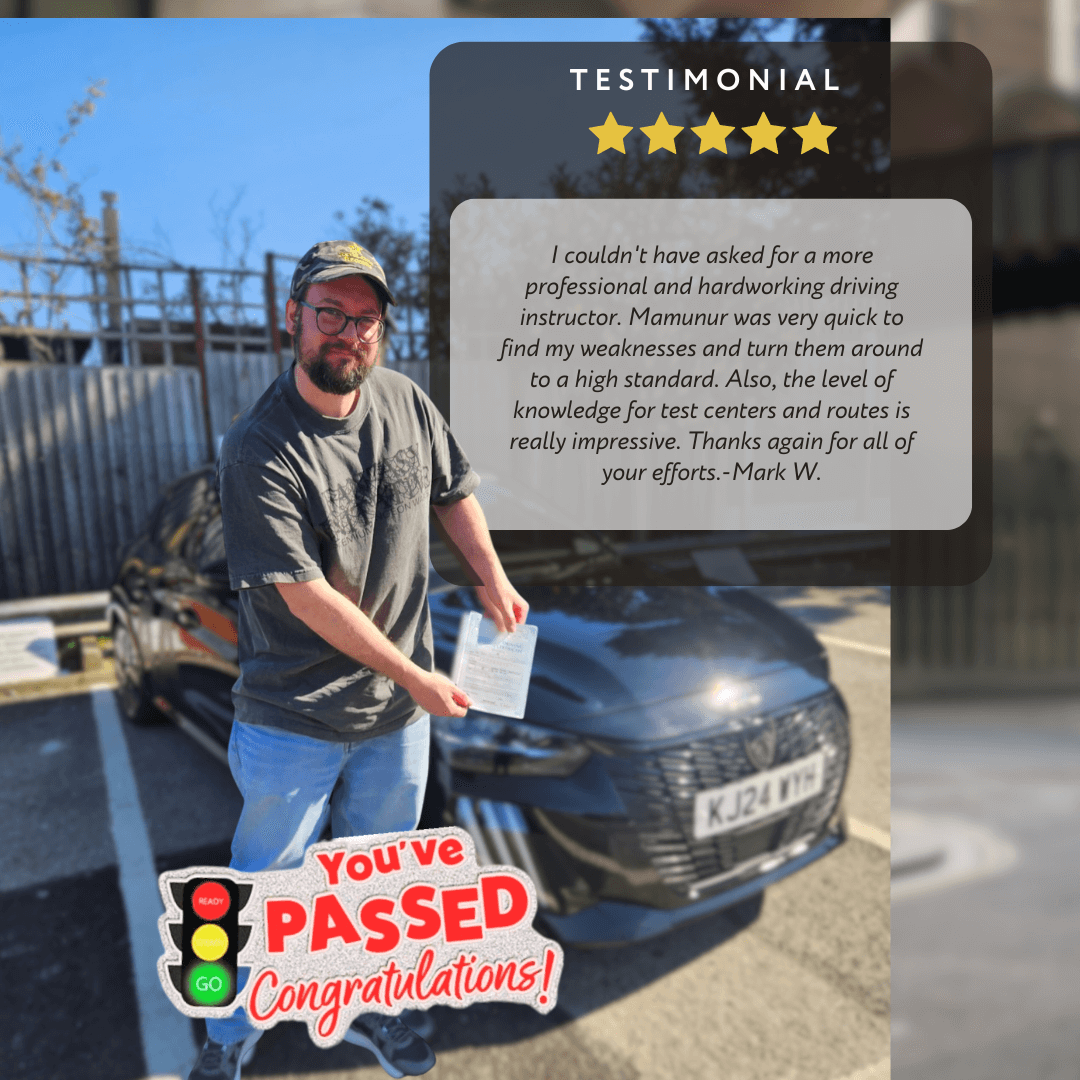 TESTIMONIAL
I couldn't have asked for a more
professional and hardworking driving
instructor. Mamunur was very quick to
find my weaknesses and turn them around
to a high standard. Also, the level of
knowledge for test centers and routes is
really impressive. Thanks again for all of
your efforts.-Mark W.
KJ24 WYH
You've
PASSED
Congratulations!
READY
GO